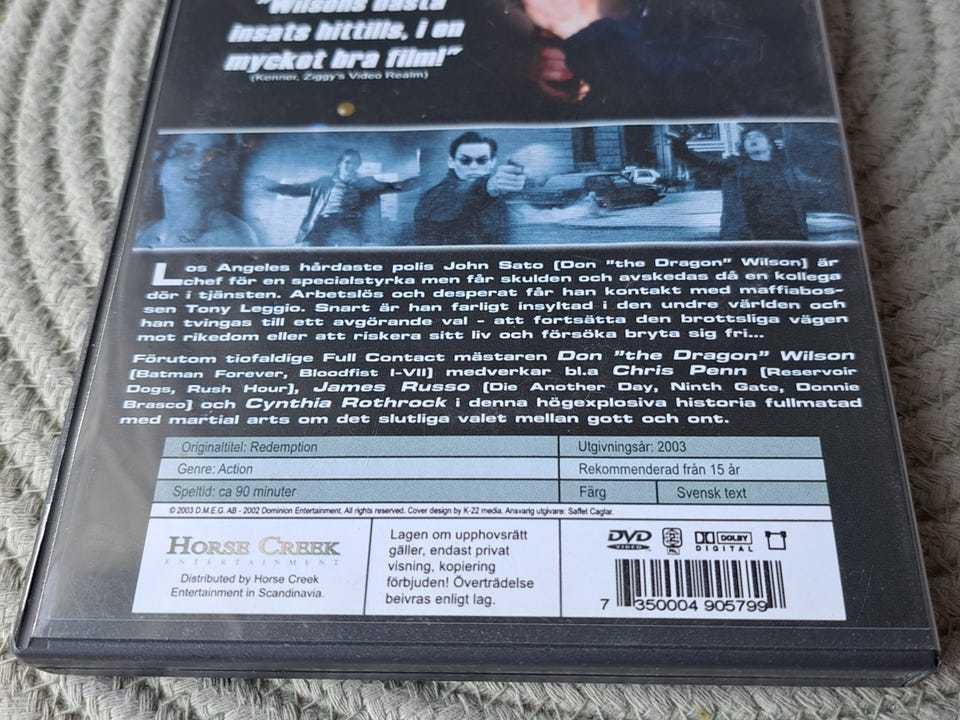 "Wilsons bästa
insats hittills, i en
mycket bra film!"
(Kenner, Ziggy's Video Realm)
Los Angeles hårdaste polis John Sato [Don "the Dragon" Wilson] är
chef för en specialstyrka men får skulden och avskedas då en kollega
dör i tjänsten. Arbetslös och desperat får han kontakt med maffiabos-
sen Tony Leggio. Snart är han farligt insyltad i den undre världen och
han tvingas till ett avgörande val - att fortsätta den brottsliga vägen
mot rikedom eller att riskera sitt liv och försöka bryta sig fri...
Förutom tiofaldige Full Contact mästaren Don "the Dragon" Wilson
[Batman Forever, Bloodfist I-VII] medverkar bl.a Chris Penn [Reservoir
Dogs, Rush Hour], James Russo [Die Another Day, Ninth Gate, Donnie
Brasco] och Cynthia Rothrock i denna högexplosiva historia fullmatad
med martial arts om det slutliga valet mellan gott och ont.
Originaltitel: Redemption Utgivningsår: 2003
Genre: Action Rekommenderad från 15 år
Speltid: ca 90 minuter Färg Svensk text
© 2003 D.M.E.G. AB - 2002 Dominion Entertainment. All rights reserved. Cover design by K-22 media. Ansvarig utgivare: Saffet Caglar.
HORSE CREEK
ENTERTAINMENT
Distributed by Horse Creek
Entertainment in Scandinavia.
Lagen om upphovsrätt
gäller, endast privat
visning, kopiering
förbjuden! Överträdelse
beivras enligt lag.
DVD VIDEO 2 PAL DOLBY DIGITAL
7 350004 905799